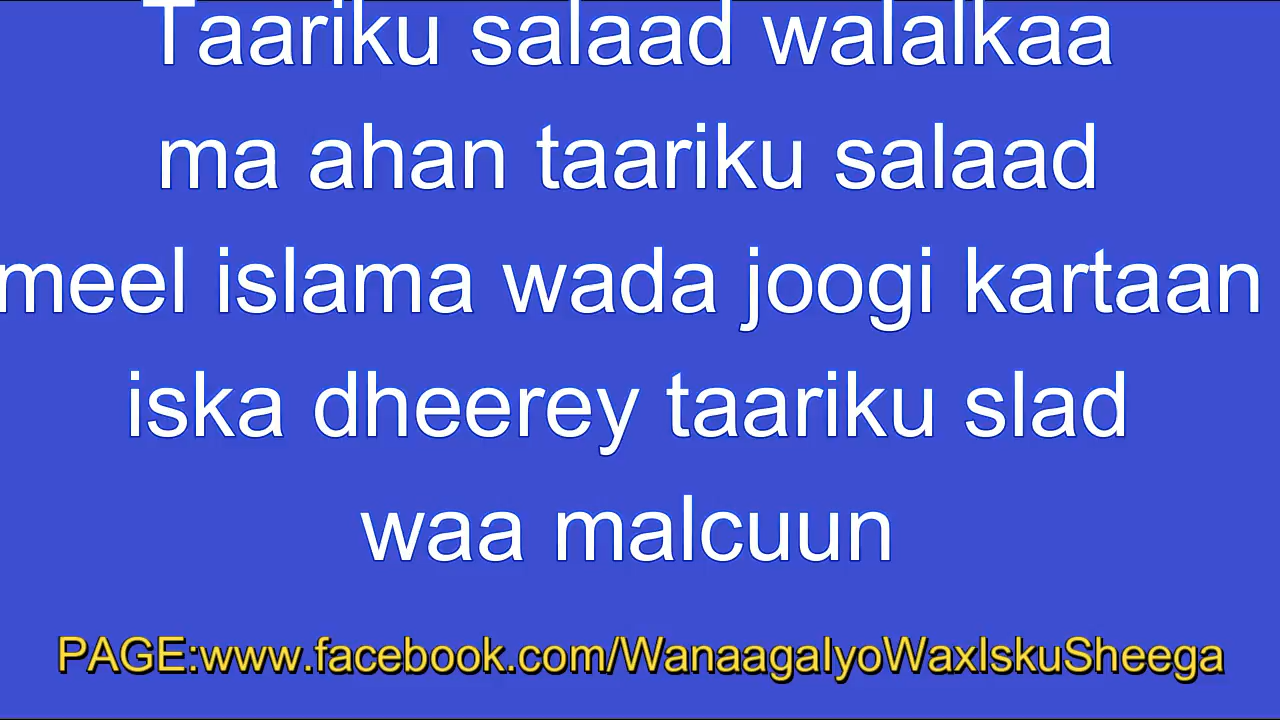 Taariku salaad walalkaa
ma ahan taariku salaad
meel islama wada joogi kartaan
iska dheerey taariku slad
waa malcuun
PAGE:www.facebook.com/WanaagaIyoWaxIskuSheega